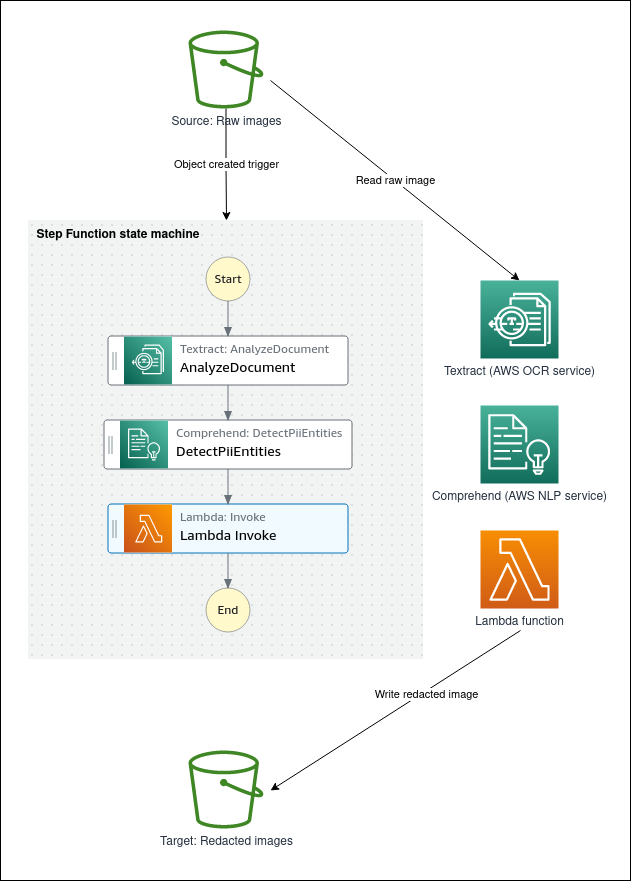 Source: Raw images
Object created trigger
Read raw image
Step Function state machine
Start
Textract: AnalyzeDocument
AnalyzeDocument
Textract (AWS OCR service)
Comprehend: DetectPiiEntities
DetectPiiEntities
Comprehend (AWS NLP service)
Lambda: Invoke
Lambda Invoke
End
Lambda function
Write redacted image
Target: Redacted images